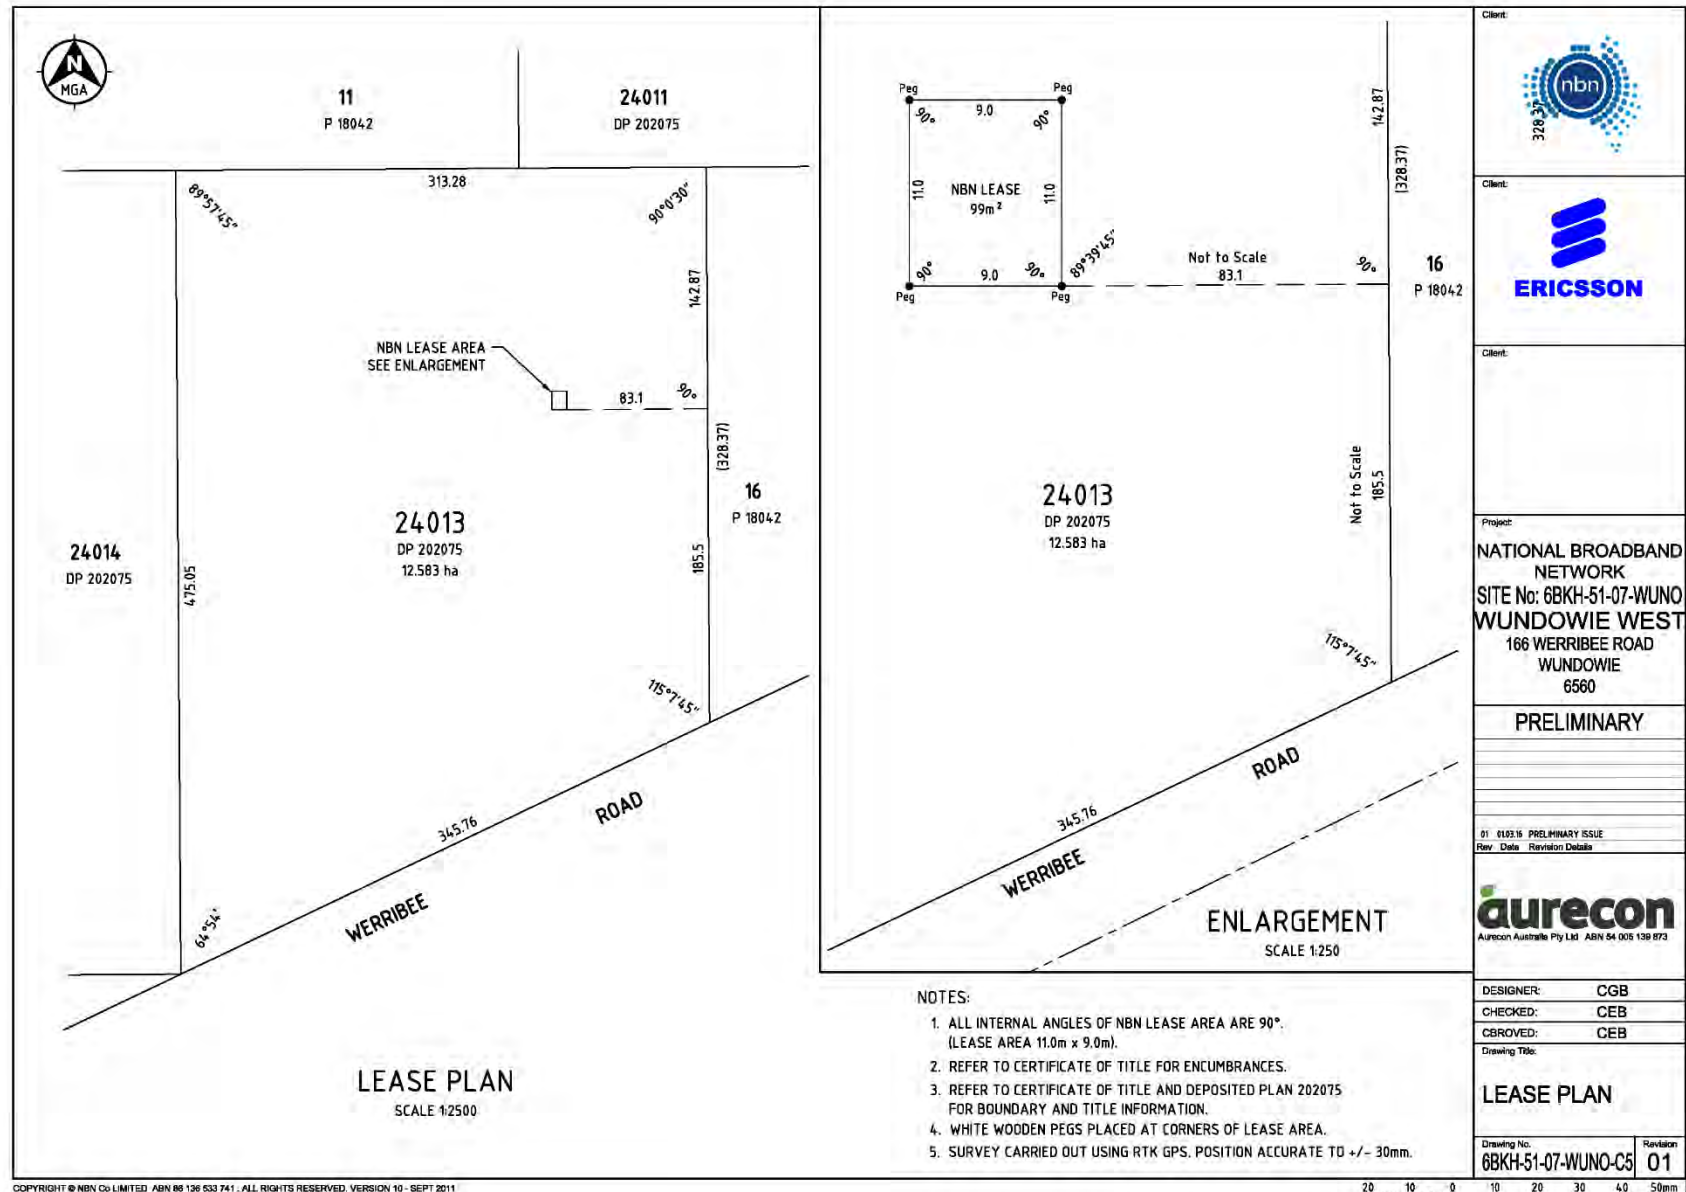 N
MGA
11
P 18042
24011
DP 202075
313.28
89°57'45"
90°0'30"
142.87
NBN LEASE AREA
SEE ENLARGEMENT
83.1
90°
(328.37)
16
P 18042
24013
DP 202075
12.583 ha
24014
DP 202075
475.05
185.5
115°7'45"
345.76
64°54'
WERRIBEE
ROAD
LEASE PLAN
SCALE 1:2500
Peg
Peg
9.0
90°
90°
11.0
11.0
NBN LEASE
99m²
90°
9.0
90°
89°39'45"
Peg
Peg
Not to Scale
83.1
90°
142.87
(328.37)
16
P 18042
24013
DP 202075
12.583 ha
Not to Scale
185.5
115°7'45"
345.76
WERRIBEE
ROAD
ENLARGEMENT
SCALE 1:250
NOTES:
1. ALL INTERNAL ANGLES OF NBN LEASE AREA ARE 90°.
(LEASE AREA 11.0m x 9.0m).
2. REFER TO CERTIFICATE OF TITLE FOR ENCUMBRANCES.
3. REFER TO CERTIFICATE OF TITLE AND DEPOSITED PLAN 202075
FOR BOUNDARY AND TITLE INFORMATION.
4. WHITE WOODEN PEGS PLACED AT CORNERS OF LEASE AREA.
5. SURVEY CARRIED OUT USING RTK GPS. POSITION ACCURATE TO +/- 30mm.
Client:
nbn
328.37
Client:
ERICSSON
Client:
Project:
NATIONAL BROADBAND
NETWORK
SITE No: 6BKH-51-07-WUNO
WUNDOWIE WEST
166 WERRIBEE ROAD
WUNDOWIE
6560
PRELIMINARY
01 01.03.16 PRELIMINARY ISSUE
Rev Date Revision Details
aurecon
Aurecon Australia Pty Ltd ABN 54 005 139 873
DESIGNER: CGB
CHECKED: CEB
CBROVED: CEB
Drawing Title:
LEASE PLAN
Drawing No.
Revision
6BKH-51-07-WUNO-C5
01
COPYRIGHT © NBN Co LIMITED ABN 86 136 533 741 . ALL RIGHTS RESERVED. VERSION 10 - SEPT 2011
20 10 0 10 20 30 40 50mm